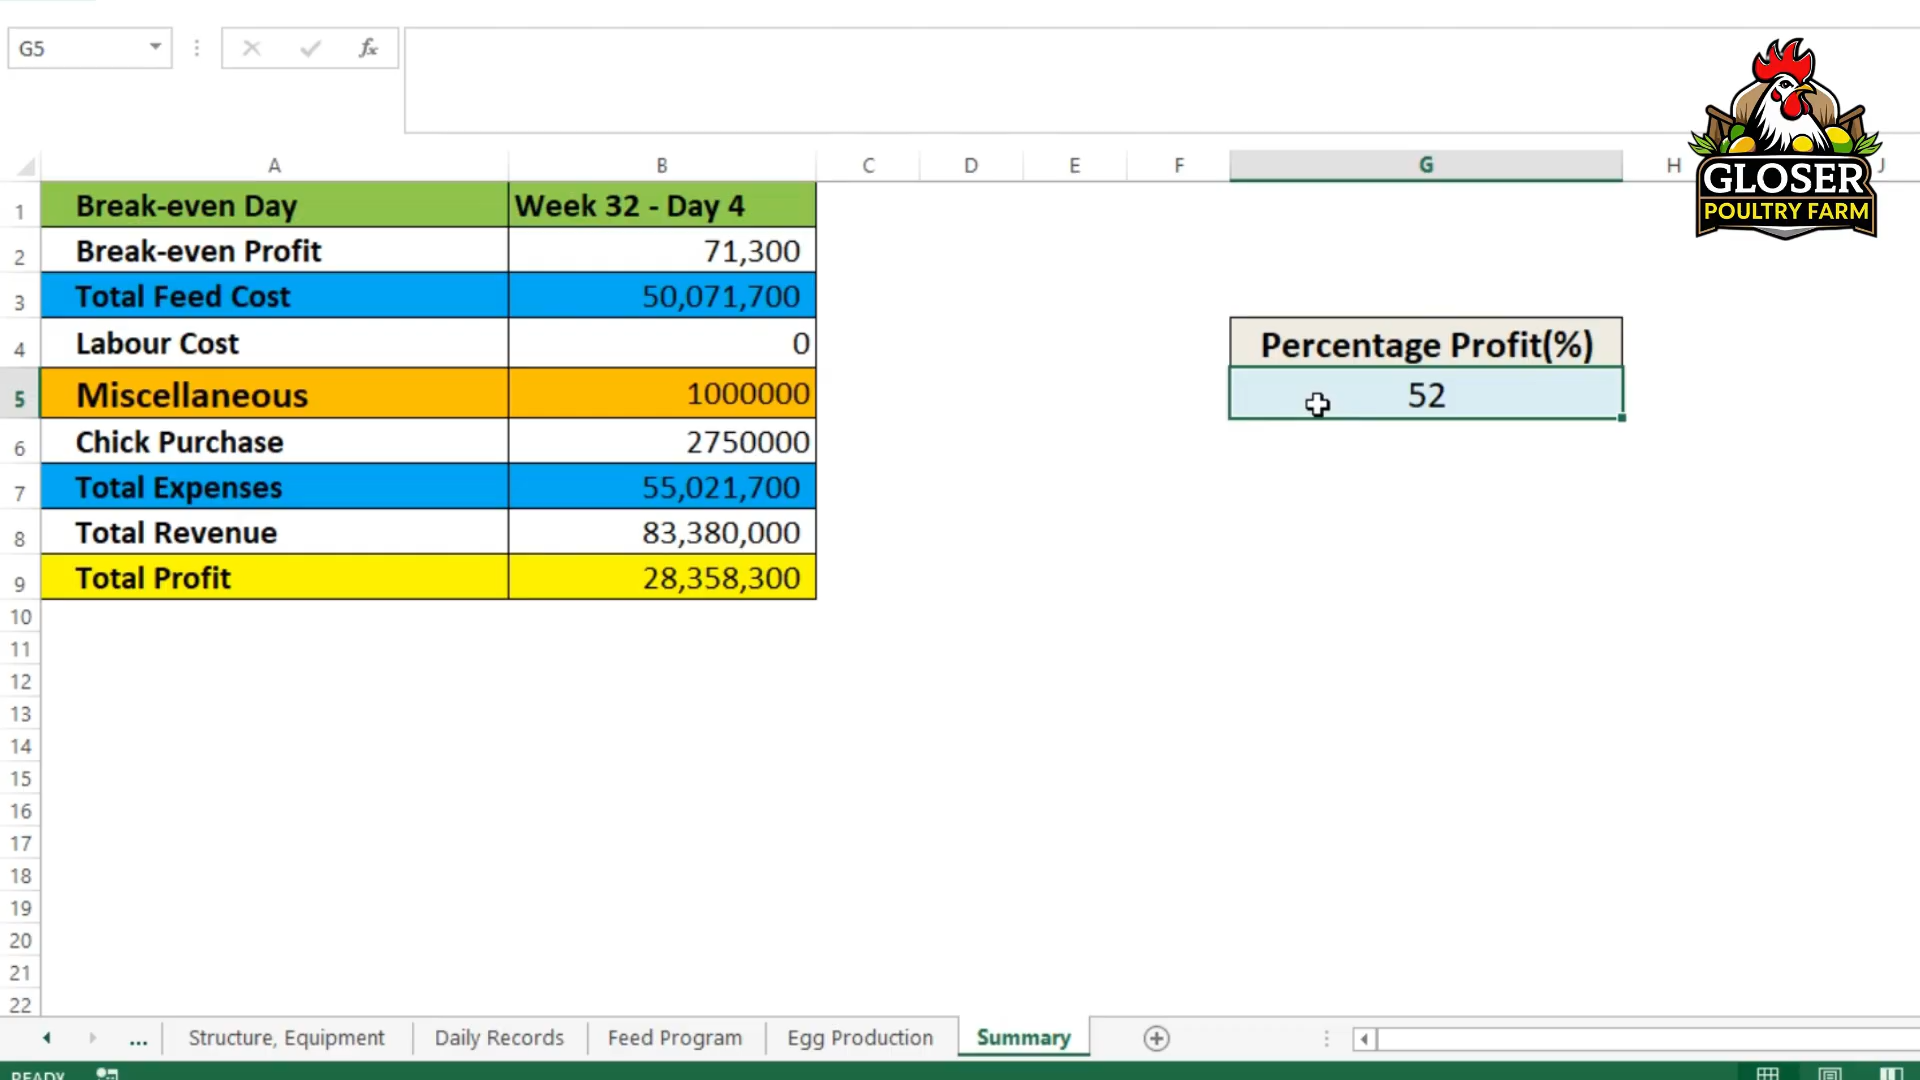 G5
fx
A B C D E F G H J
1 Break-even Day Week 32 - Day 4
2 Break-even Profit 71,300
3 Total Feed Cost 50,071,700
4 Labour Cost 0
5 Miscellaneous 1000000
6 Chick Purchase 2750000
7 Total Expenses 55,021,700
8 Total Revenue 83,380,000
9 Total Profit 28,358,300
10
11
12
13
14
15
16
17
18
19
20
21
22
Percentage Profit(%)
52
GLOSER
POULTRY FARM
... Structure, Equipment Daily Records Feed Program Egg Production Summary
READY